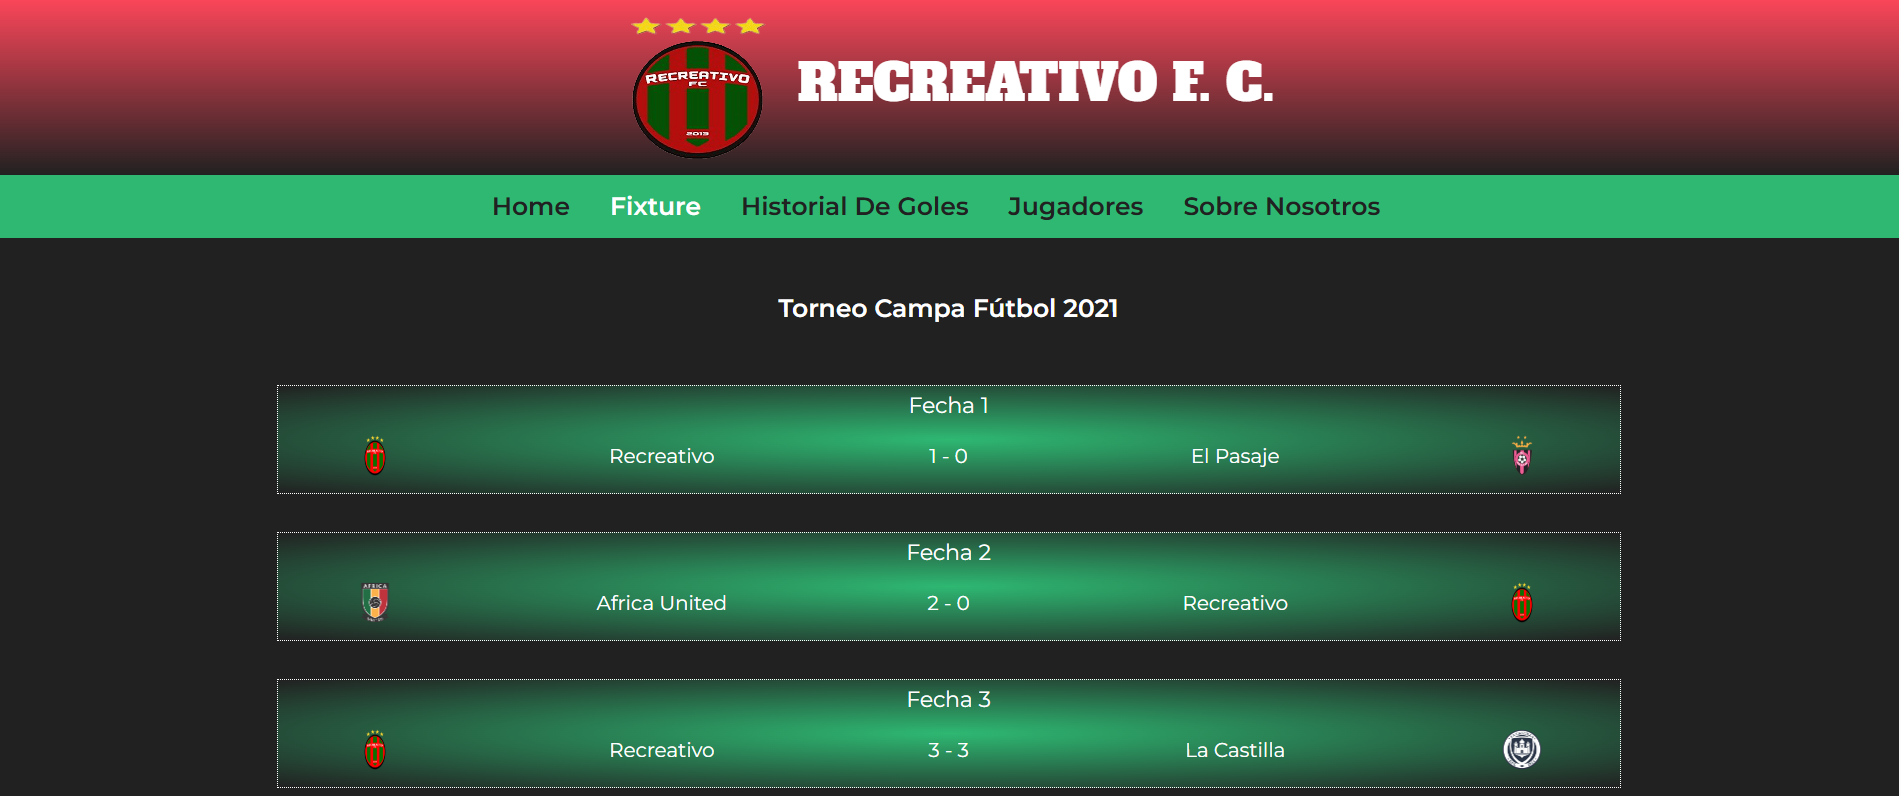 RECREATIVO
FC
2013
RECREATIVO F. C.
Home Fixture Historial De Goles Jugadores Sobre Nosotros
Torneo Campa Fútbol 2021
Fecha 1
Recreativo 1 - 0 El Pasaje
Fecha 2
AFRICA
Africa United 2 - 0 Recreativo
Fecha 3
Recreativo 3 - 3 La Castilla